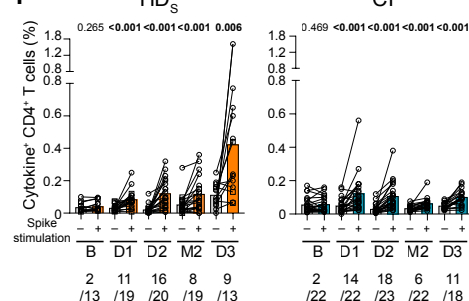 HD_S
0.265 <0.001 <0.001 <0.001 0.006
0.469 <0.001 <0.001 <0.001 <0.001
Cytokine⁺ CD4⁺ T cells (%)
1.8
1.3
0.8
0.8
0.6
0.4
0.2
0
1.8
1.3
0.8
0.8
0.6
0.4
0.2
0
Spike stimulation
− + − + − + − + − +
− + − + − + − + − +
B D1 D2 M2 D3
B D1 D2 M2 D3
2 11 16 8 9
/13 /19 /20 /19 /13
2 14 18 6 11
/22 /22 /23 /22 /18